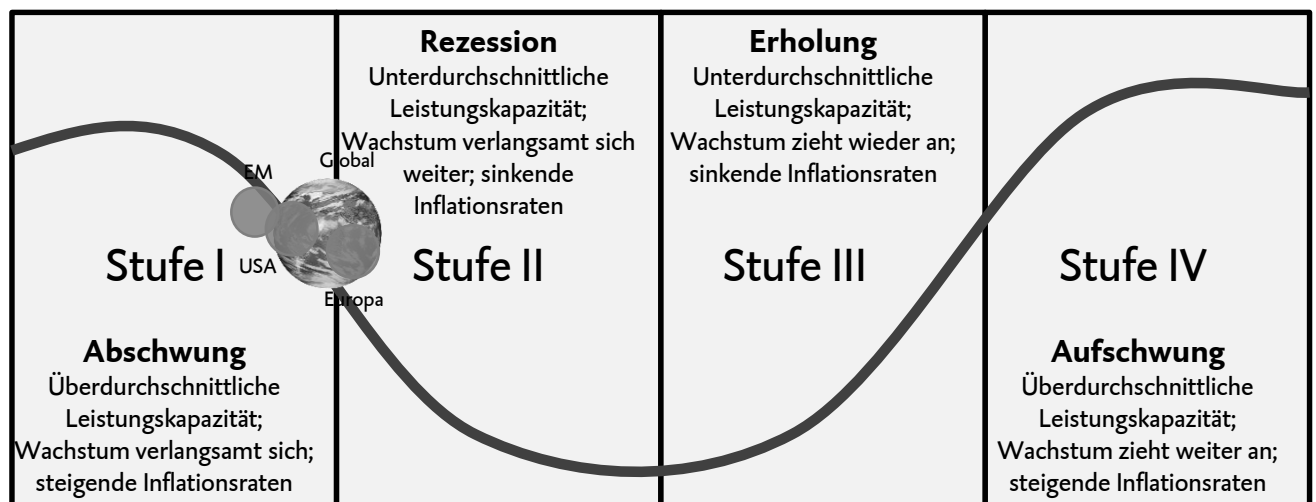 Rezession
Unterdurchschnittliche
Leistungskapazität;
Wachstum verlangsamt sich
weiter; sinkende
Inflationsraten
Erholung
Unterdurchschnittliche
Leistungskapazität;
Wachstum zieht wieder an;
sinkende Inflationsraten
Global
EM
USA
Europa
Stufe I
Stufe II
Stufe III
Stufe IV
Abschwung
Überdurchschnittliche
Leistungskapazität;
Wachstum verlangsamt sich;
steigende Inflationsraten
Aufschwung
Überdurchschnittliche
Leistungskapazität;
Wachstum zieht weiter an;
steigende Inflationsraten